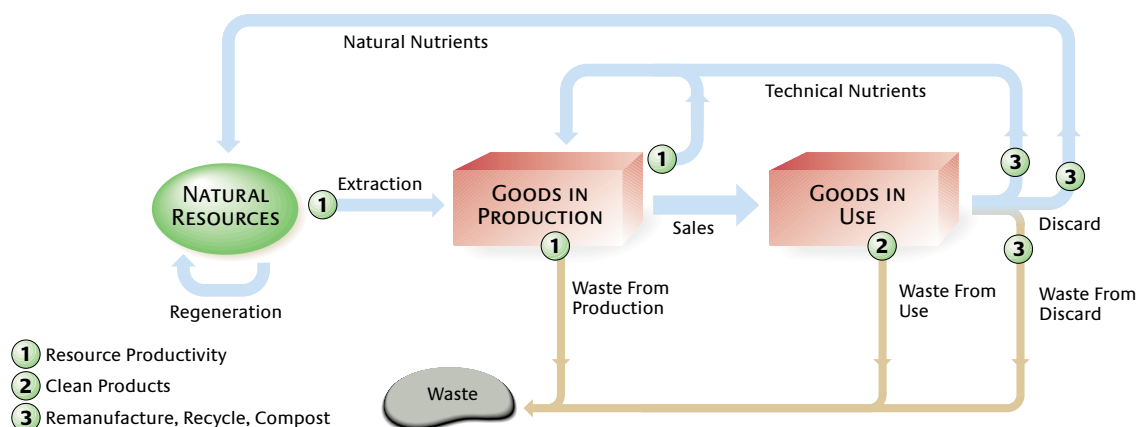 Natural Nutrients
Technical Nutrients
1
3
3
NATURAL
RESOURCES
1
Extraction
GOODS IN
PRODUCTION
Sales
GOODS IN
USE
Discard
1
2
3
Regeneration
Waste From
Production
Waste From
Use
Waste From
Discard
1 Resource Productivity
2 Clean Products
3 Remanufacture, Recycle, Compost
Waste